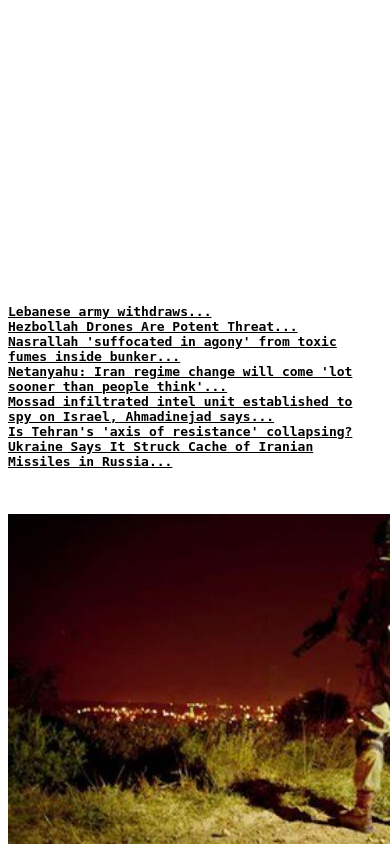 Lebanese army withdraws...
Hezbollah Drones Are Potent Threat...
Nasrallah 'suffocated in agony' from toxic
fumes inside bunker...
Netanyahu: Iran regime change will come 'lot
sooner than people think'...
Mossad infiltrated intel unit established to
spy on Israel, Ahmadinejad says...
Is Tehran's 'axis of resistance' collapsing?
Ukraine Says It Struck Cache of Iranian
Missiles in Russia...